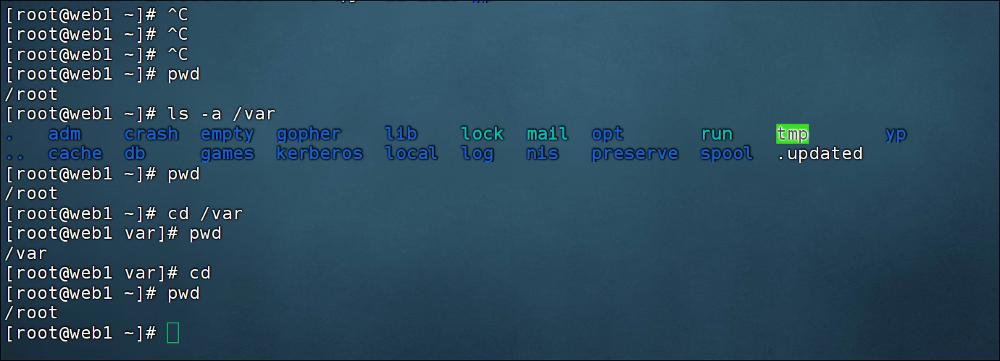 [root@web1 ~]# ^C
[root@web1 ~]# ^C
[root@web1 ~]# ^C
[root@web1 ~]# pwd
/root
[root@web1 ~]# ls -a /var
.   adm    crash  empty  gopher    lib    lock  mail  opt       run    tmp       yp
..  cache  db     games  kerberos  local  log   nis   preserve  spool  .updated
[root@web1 ~]# pwd
/root
[root@web1 ~]# cd /var
[root@web1 var]# pwd
/var
[root@web1 var]# cd
[root@web1 ~]# pwd
/root
[root@web1 ~]#